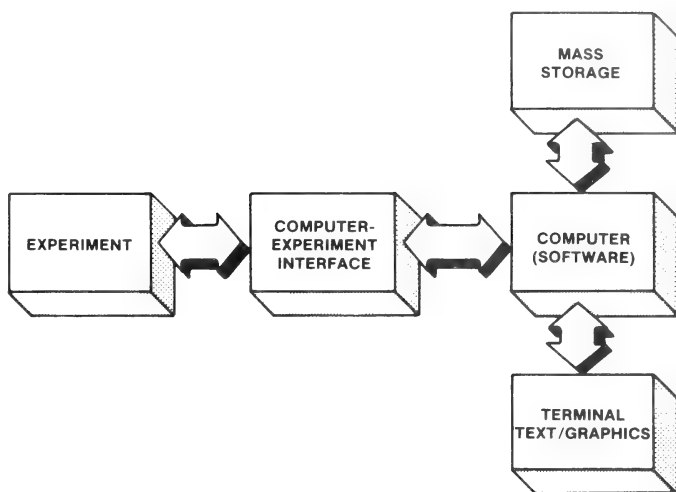 MASS
STORAGE
EXPERIMENT
COMPUTER-
EXPERIMENT
INTERFACE
COMPUTER
(SOFTWARE)
TERMINAL
TEXT/GRAPHICS